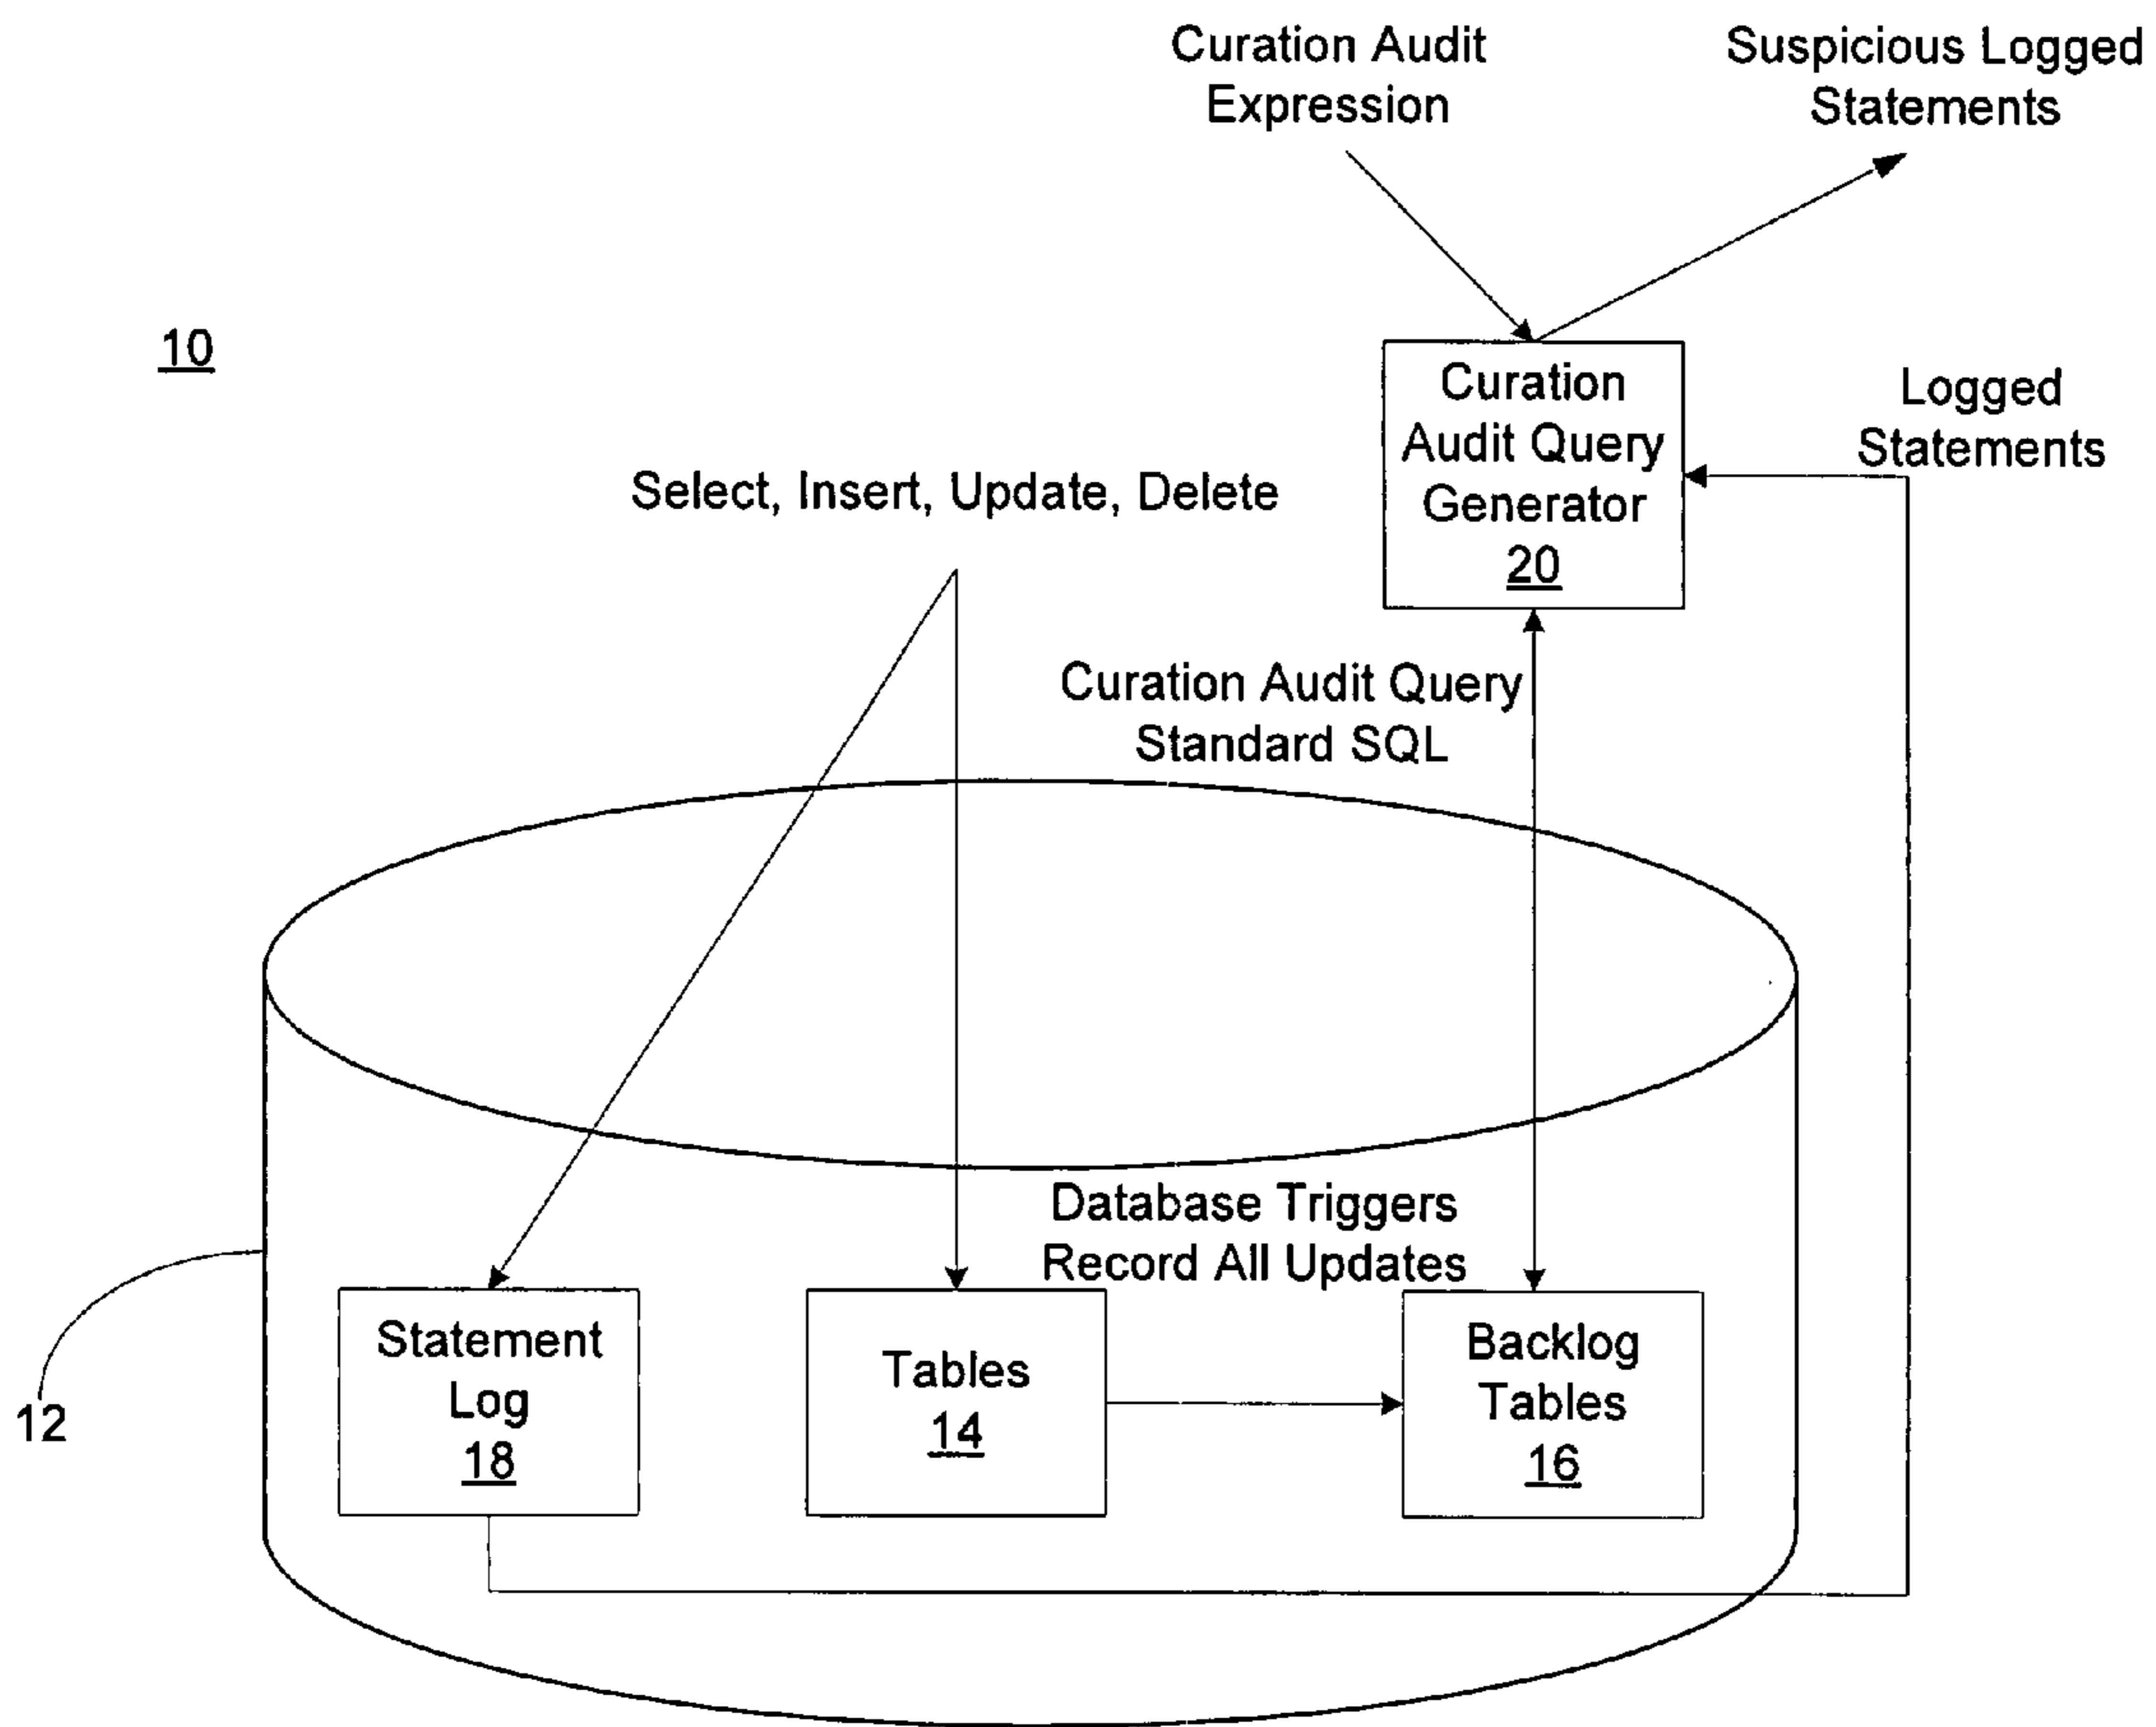 Curation Audit
Expression
Suspicious Logged
Statements
10
Curation
Audit Query
Generator
20
Logged
Statements
Select, Insert, Update, Delete
Curation Audit Query
Standard SQL
Database Triggers
Record All Updates
Statement
Log
18
Tables
14
Backlog
Tables
16
12